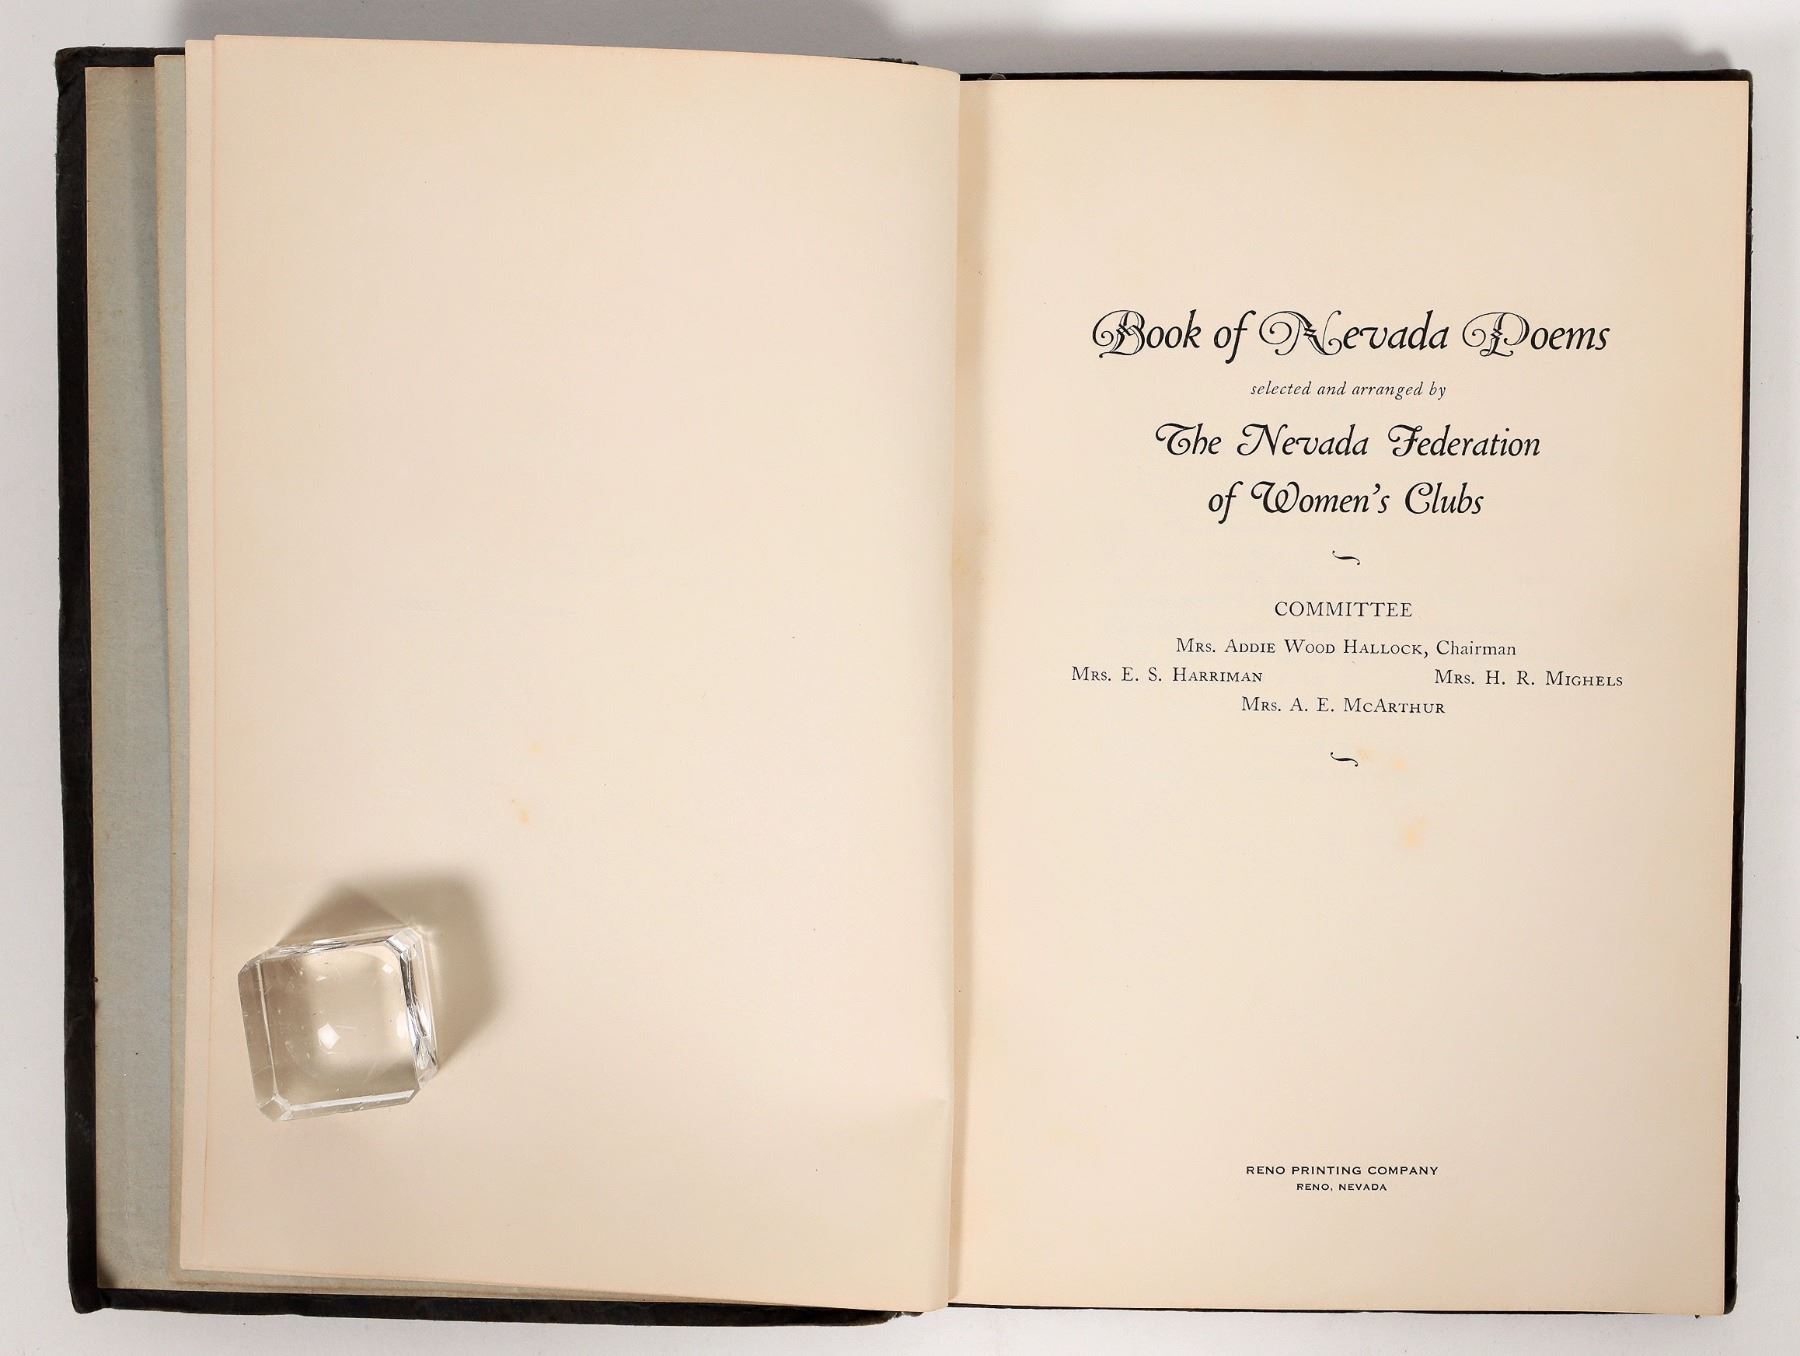 Book of Nevada Poems
selected and arranged by
The Nevada Federation
of Women's Clubs
COMMITTEE
Mrs. Addie Wood Hallock, Chairman
Mrs. E. S. Harriman Mrs. H. R. Mighels
Mrs. A. E. McArthur
RENO PRINTING COMPANY
RENO, NEVADA